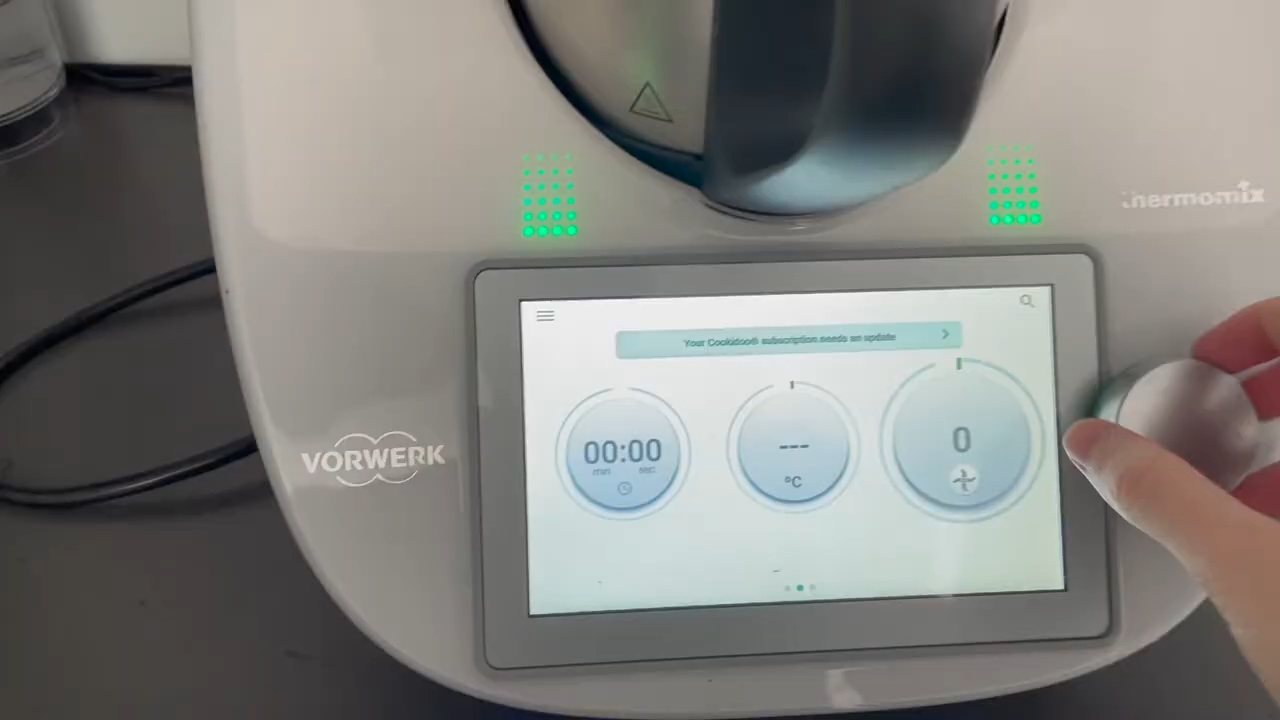 thermomix
Your Cookidoo® subscription needs an update
00:00
min sec
---
°C
0
VORWERK